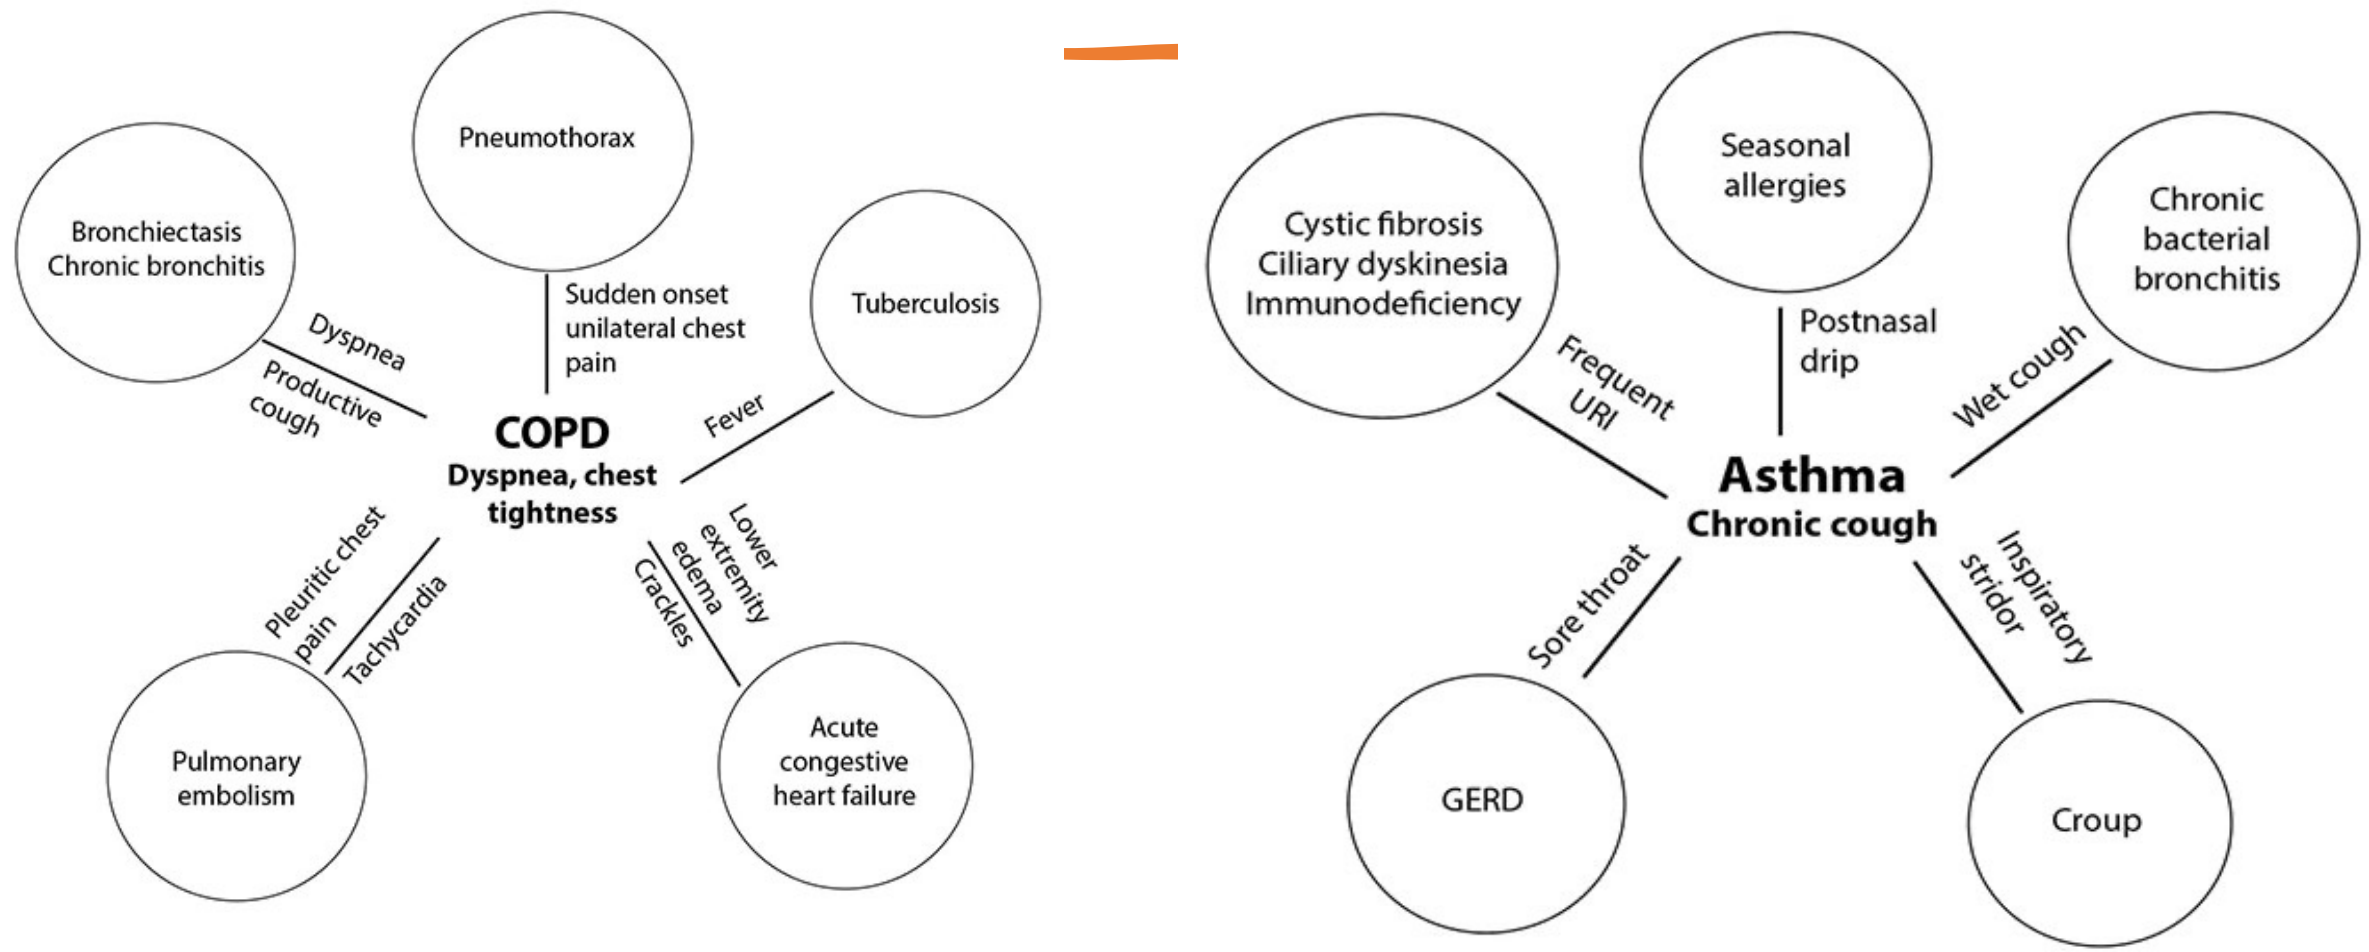 Pneumothorax
Bronchiectasis
Chronic bronchitis
Tuberculosis
Sudden onset
unilateral chest
pain
Dyspnea
Productive
cough
Fever
COPD
Dyspnea, chest
tightness
Pleuritic chest
pain
Tachycardia
Lower
extremity
edema
Crackles
Pulmonary
embolism
Acute
congestive
heart failure
Seasonal
allergies
Cystic fibrosis
Ciliary dyskinesia
Immunodeficiency
Chronic
bacterial
bronchitis
Frequent
URI
Postnasal
drip
Wet cough
Asthma
Chronic cough
Sore throat
Inspiratory
stridor
GERD
Croup